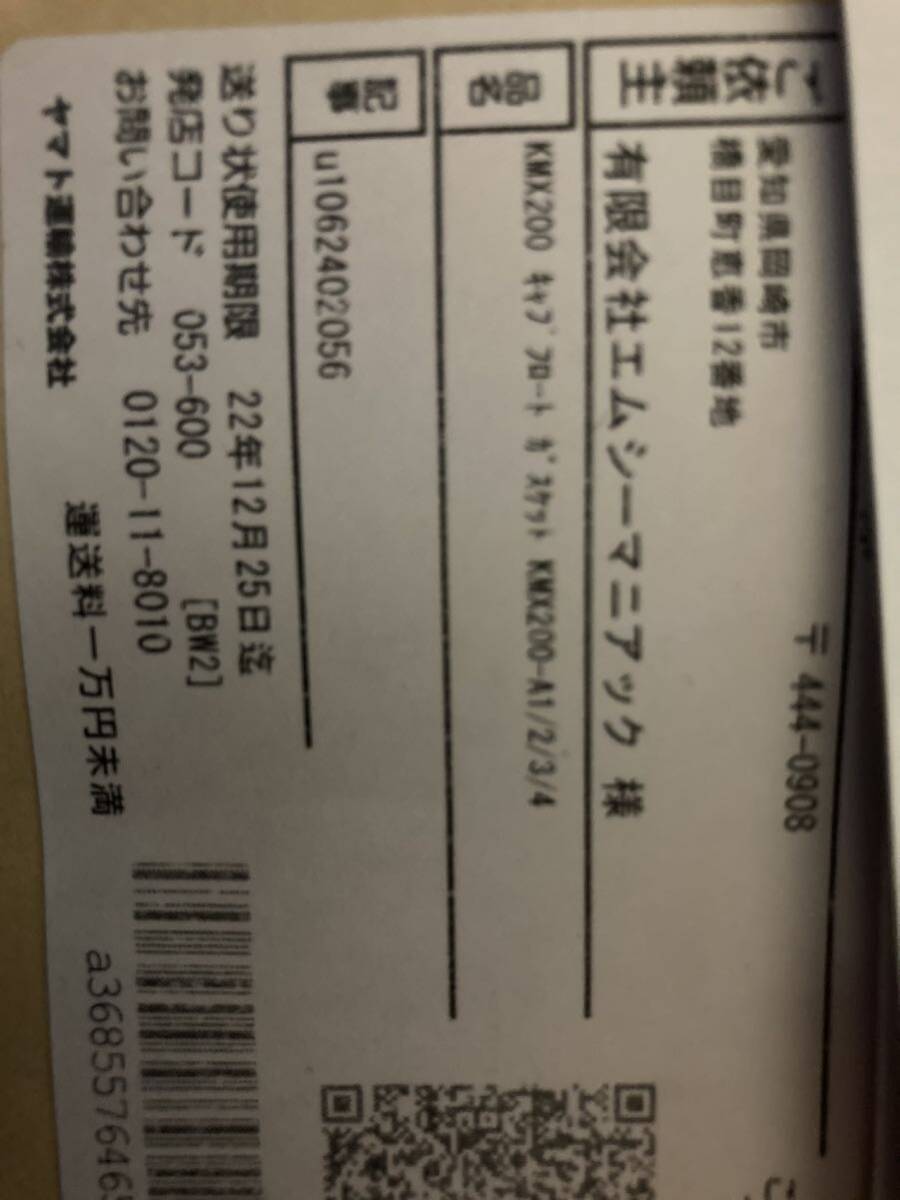 〒444-0908
ご依頼主
愛知県岡崎市
橋目町恵番12番地
有限会社エムシーマニアック 様
品名
KMX200 ｷｬﾌﾞ ﾌﾛｰﾄ ｶﾞｽｹｯﾄ KMX200-A1/2/3/4
記事
u1062402056
送り状使用期限 22年12月25日迄
発店コード 053-600 [BW2]
お問い合わせ先 0120-11-8010
運送料一万円未満
ヤマト運輸株式会社